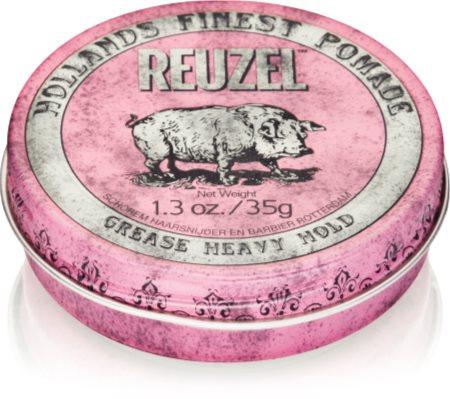 HOLLANDS FINEST POMADE
REUZEL
Net Weight
1.3 oz./35g
SCHOREM HAARSNIJDER EN BARBIER ROTTERDAM
GREASE HEAVY HOLD